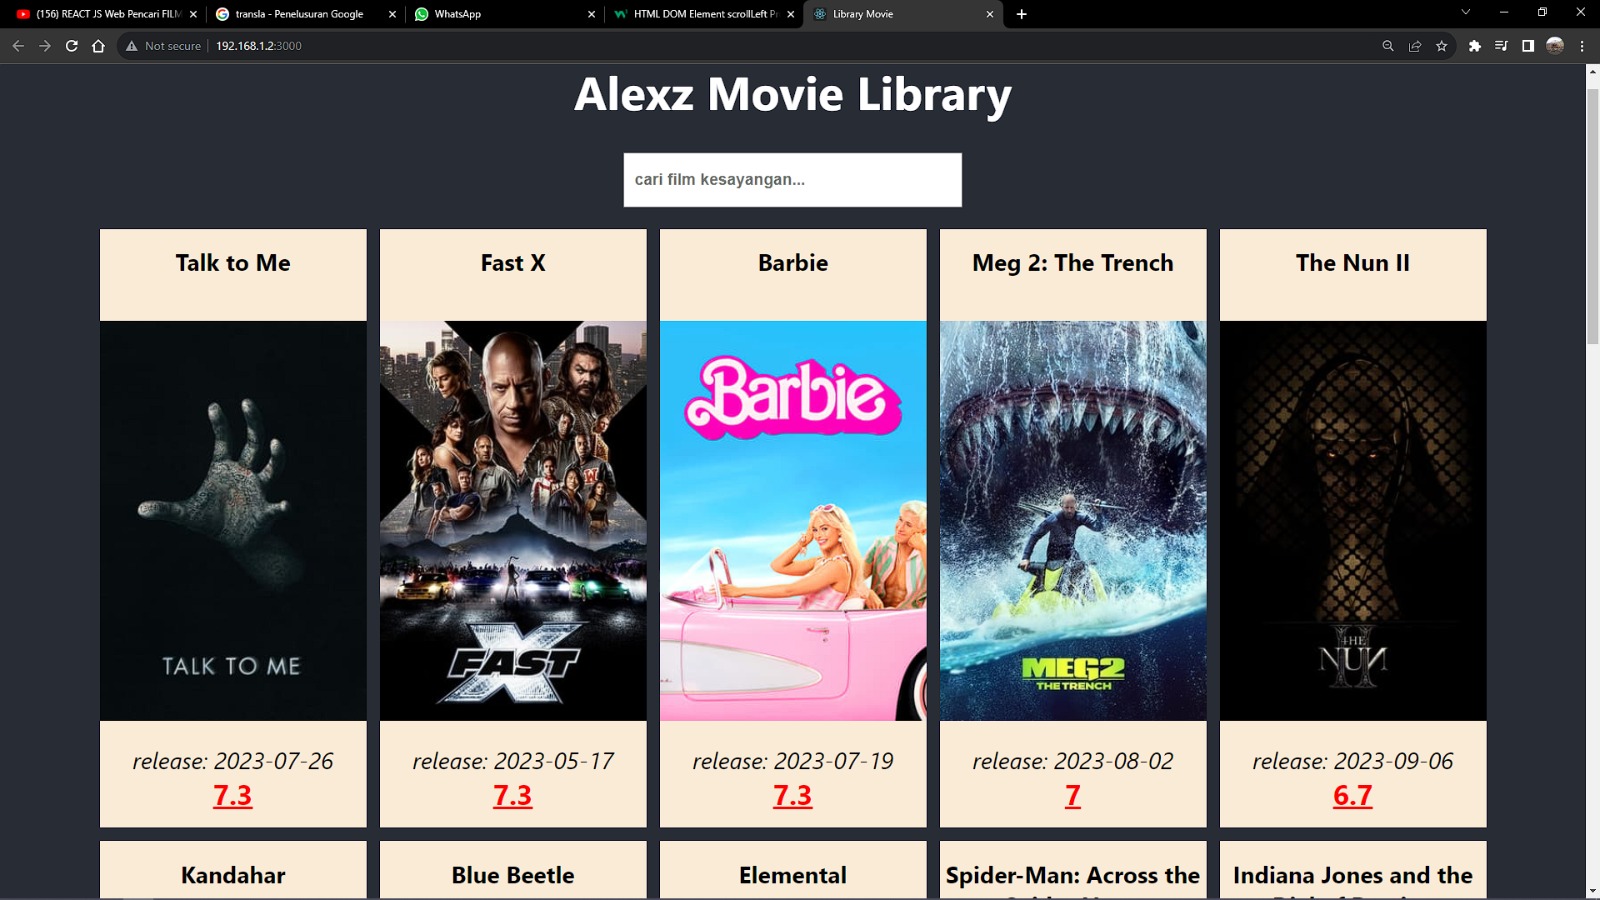 (156) REACT JS Web Pencari FILM
transla - Penelusuran Google
WhatsApp
HTML DOM Element scrollLeft Pr
Library Movie
Not secure
192.168.1.2:3000
Alexz Movie Library
cari film kesayangan...
Talk to Me
Fast X
Barbie
Meg 2: The Trench
The Nun II
TALK TO ME
FAST X
Barbie
MEG2
THE TRENCH
THE
NUN
II
release: 2023-07-26
7.3
release: 2023-05-17
7.3
release: 2023-07-19
7.3
release: 2023-08-02
7
release: 2023-09-06
6.7
Kandahar
Blue Beetle
Elemental
Spider-Man: Across the
Indiana Jones and the